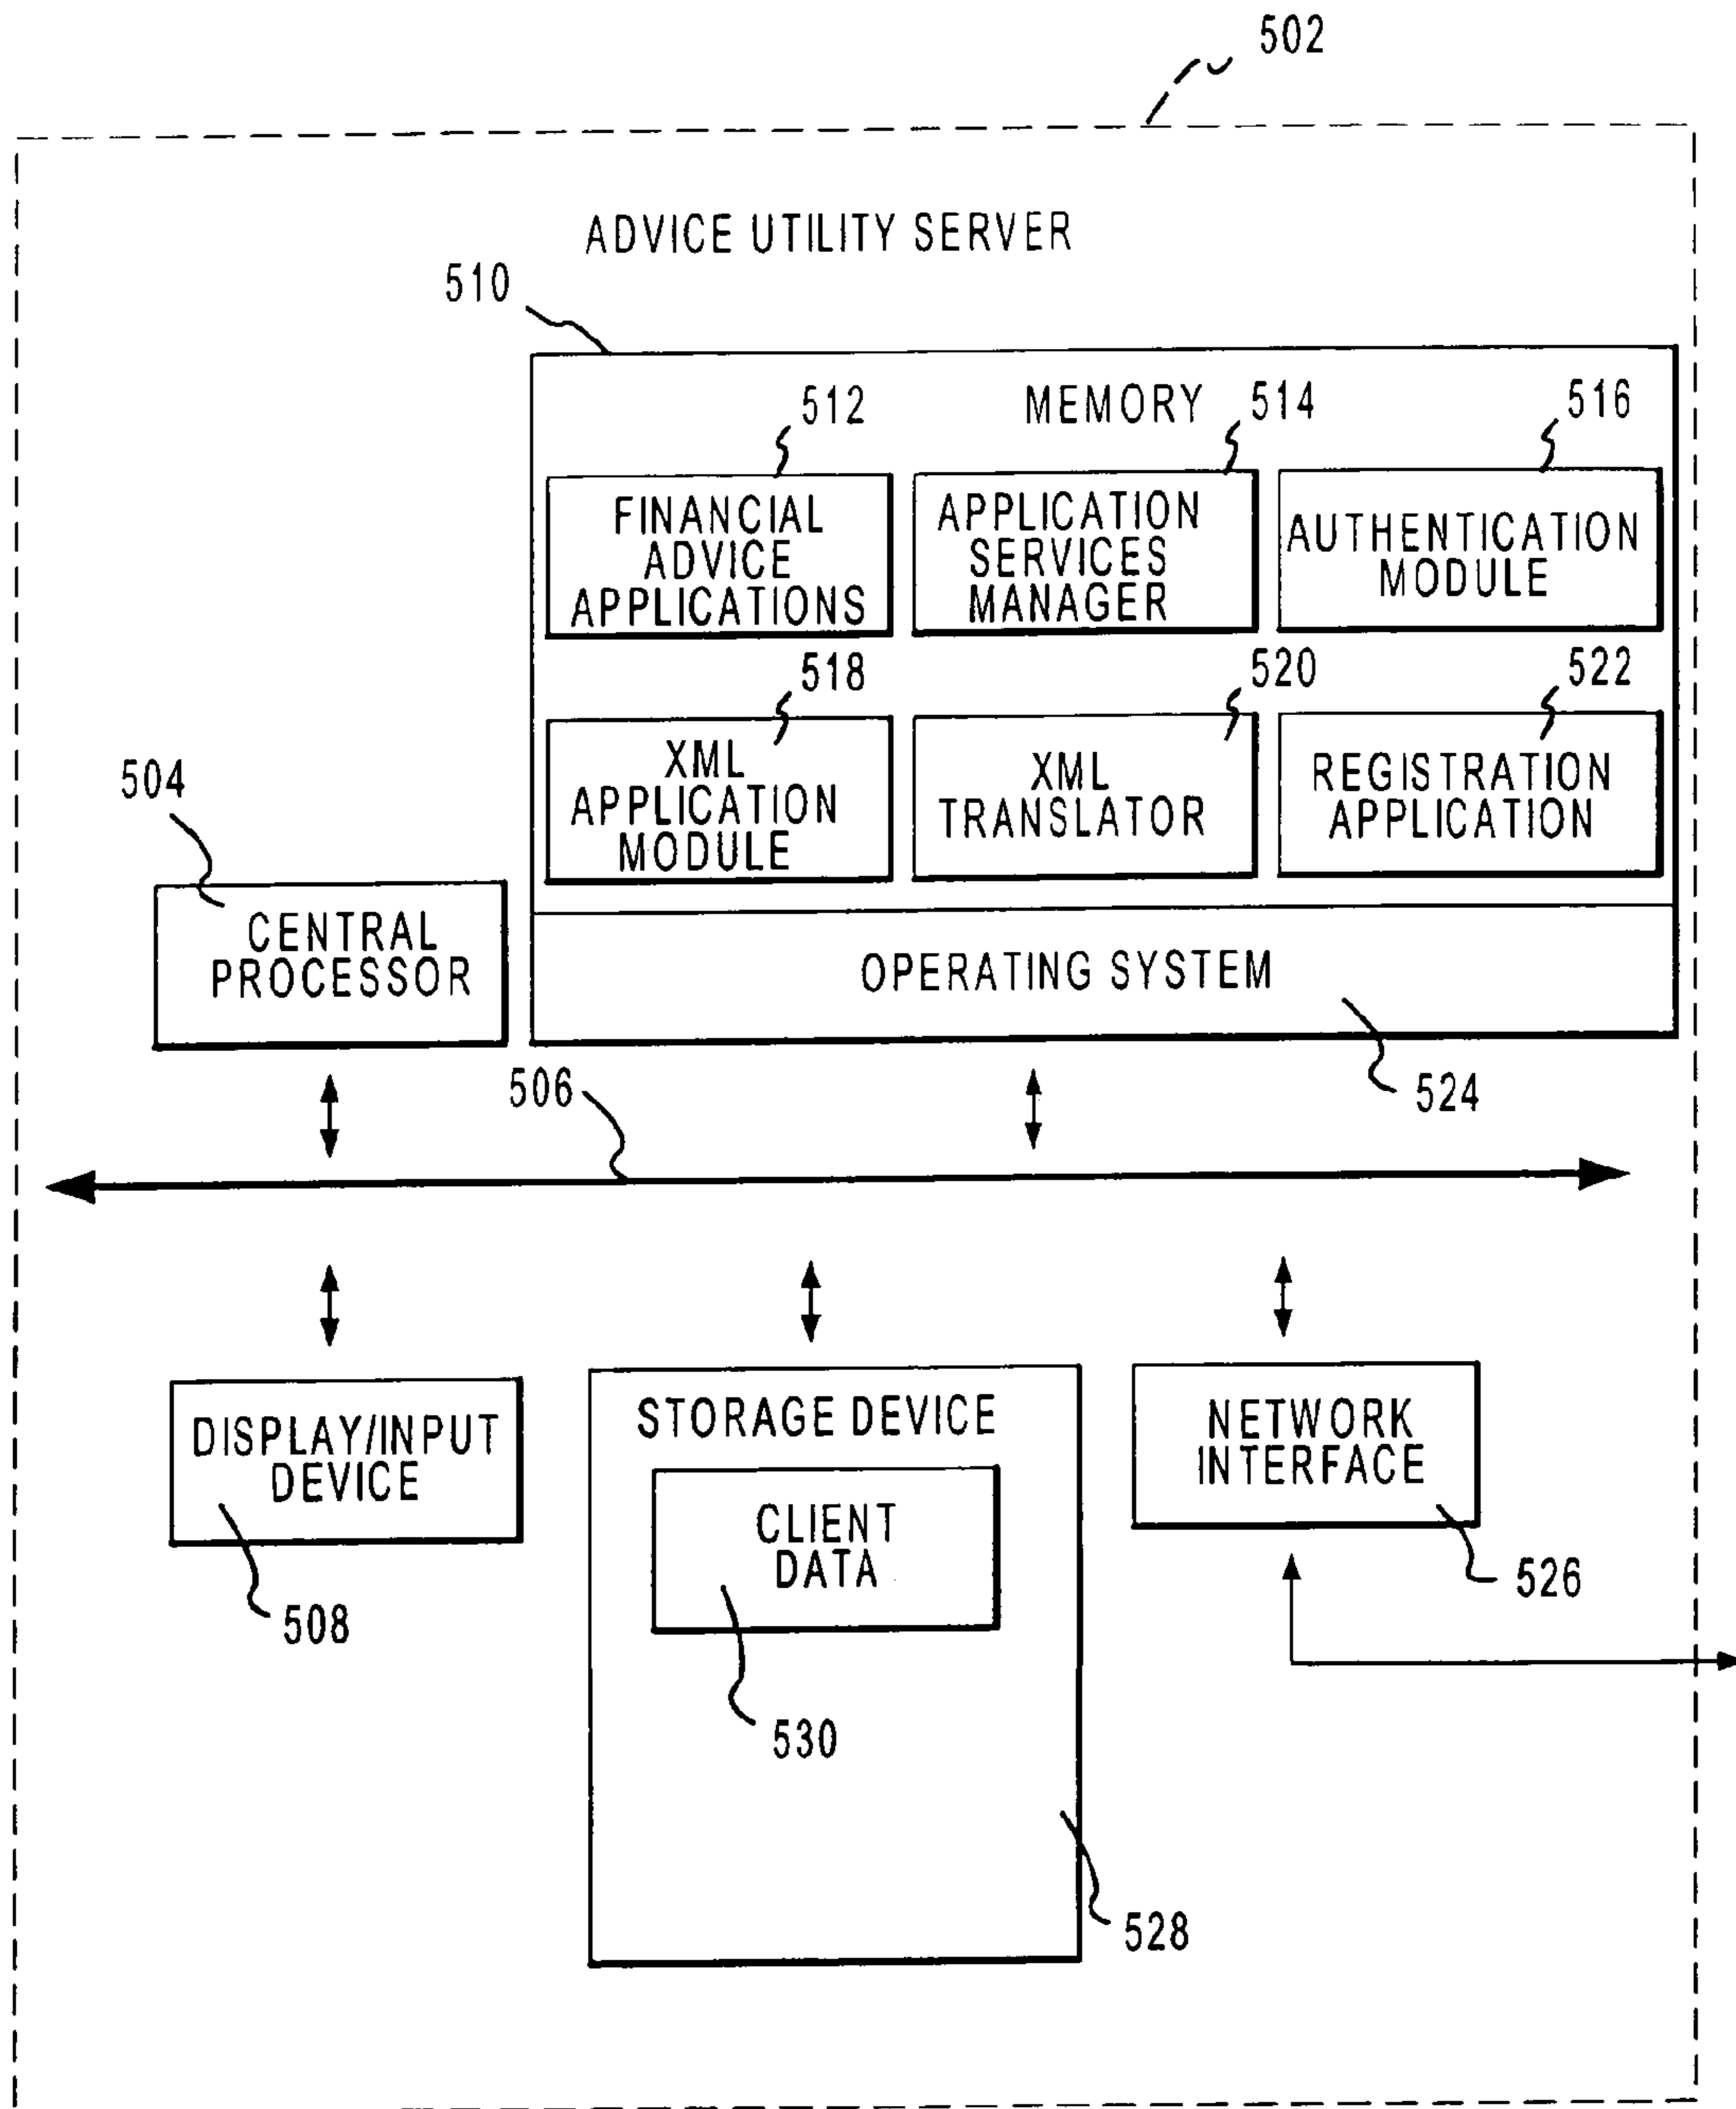 502
ADVICE UTILITY SERVER
510
MEMORY
512
514
516
FINANCIAL
ADVICE
APPLICATIONS
APPLICATION
SERVICES
MANAGER
AUTHENTICATION
MODULE
518
520
522
XML
APPLICATION
MODULE
XML
TRANSLATOR
REGISTRATION
APPLICATION
504
CENTRAL
PROCESSOR
OPERATING SYSTEM
506
524
DISPLAY/INPUT
DEVICE
508
STORAGE DEVICE
CLIENT
DATA
530
528
NETWORK
INTERFACE
526